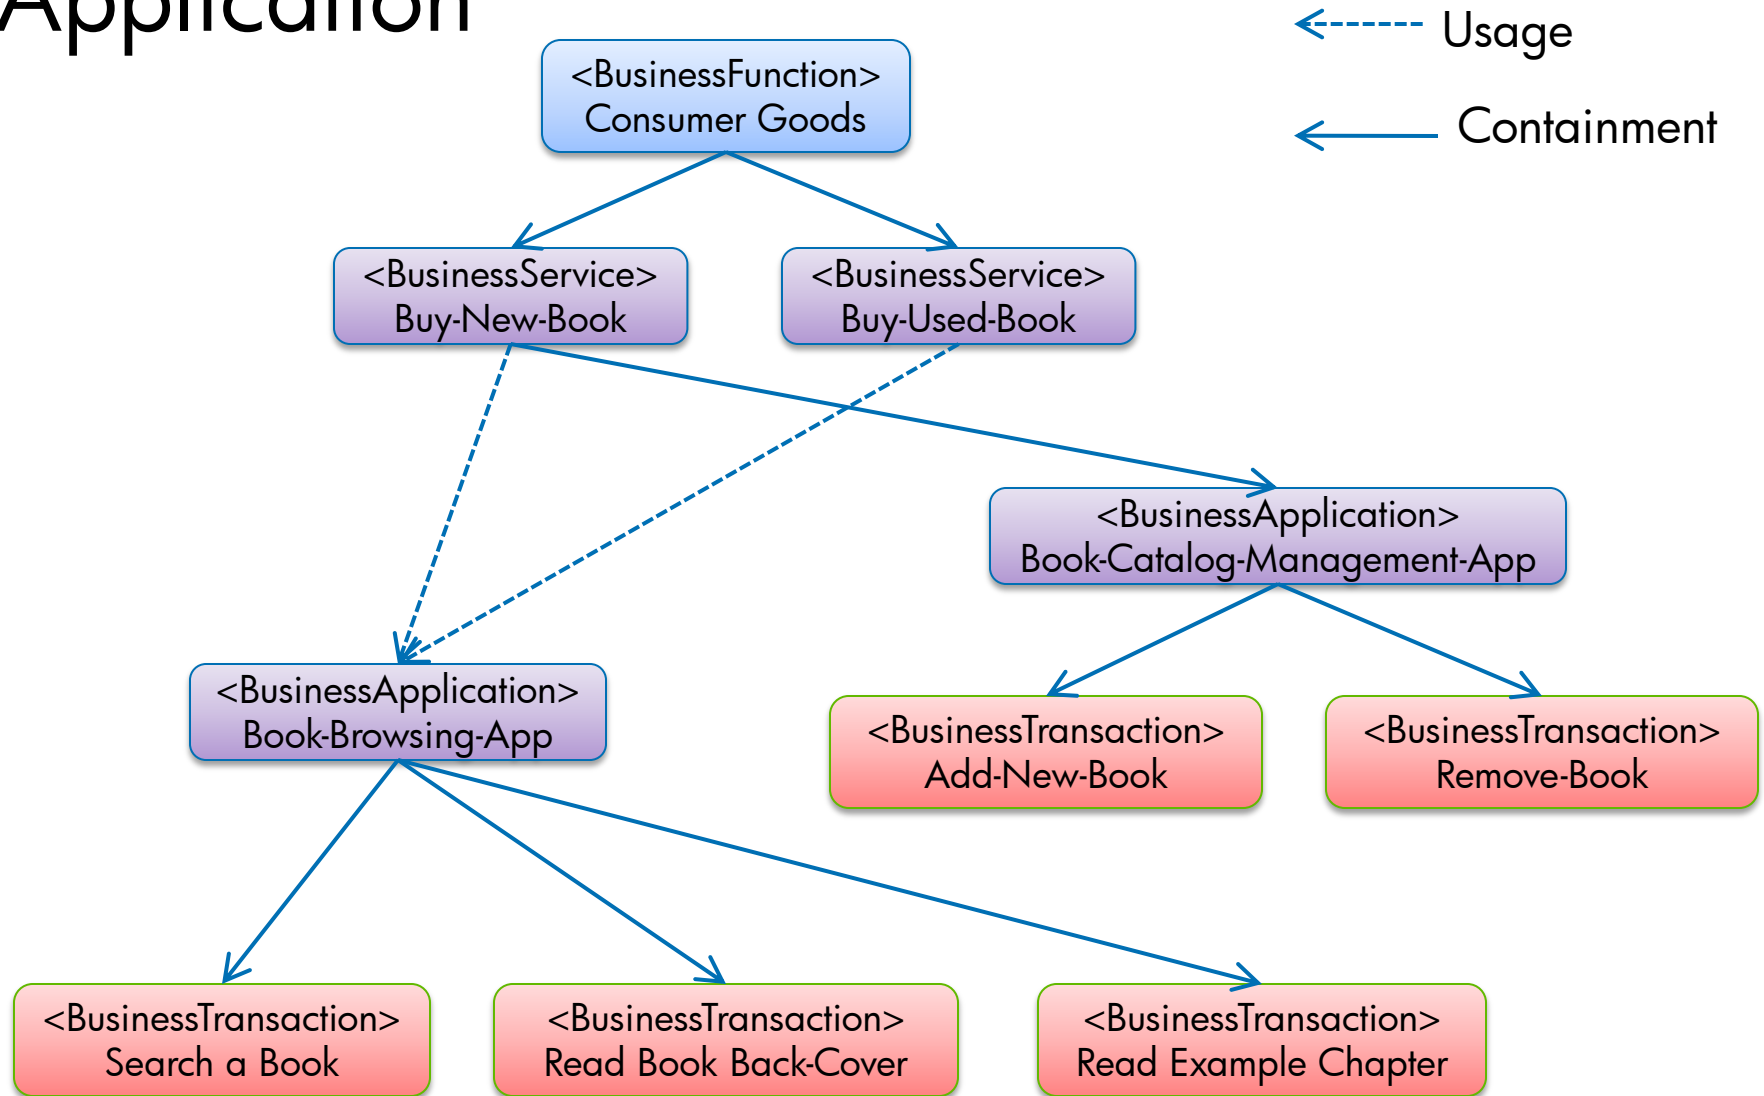 Application
Usage
<BusinessFunction>
Consumer Goods
Containment
<BusinessService>
Buy-New-Book
<BusinessService>
Buy-Used-Book
<BusinessApplication>
Book-Catalog-Management-App
<BusinessApplication>
Book-Browsing-App
<BusinessTransaction>
Add-New-Book
<BusinessTransaction>
Remove-Book
<BusinessTransaction>
Search a Book
<BusinessTransaction>
Read Book Back-Cover
<BusinessTransaction>
Read Example Chapter